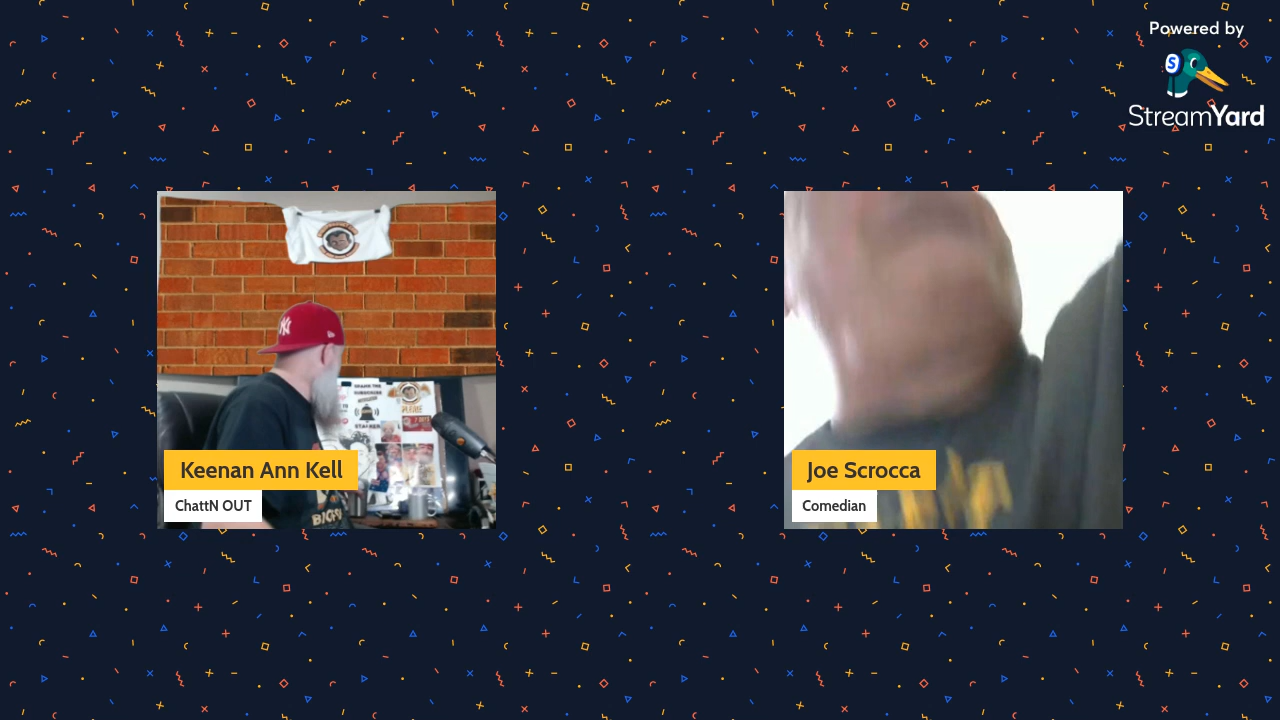 Powered by
StreamYard
Keenan Ann Kell
ChattN OUT
Joe Scrocca
Comedian